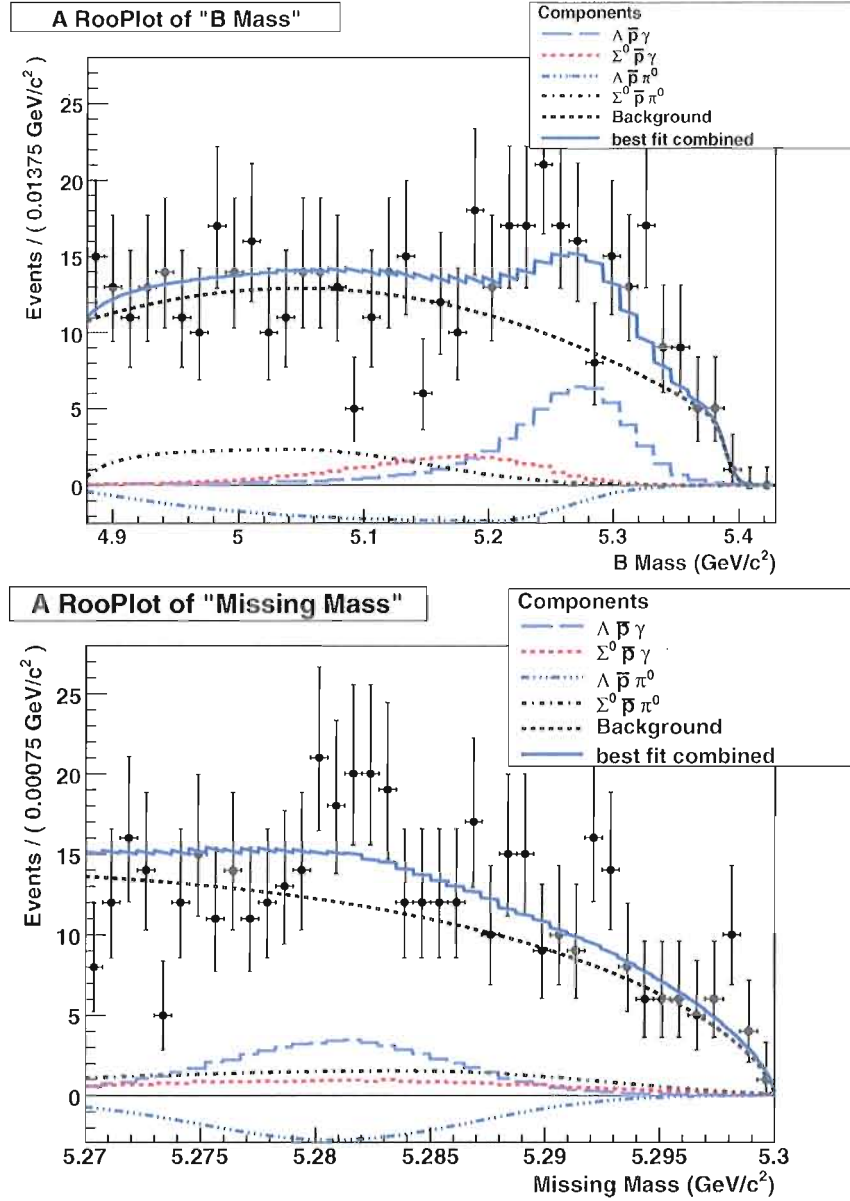 A RooPlot of "B Mass"
Components
Λ p̅ γ
Σ⁰ p̅ γ
Λ p̅ π⁰
Σ⁰ p̅ π⁰
Background
best fit combined
Events / ( 0.01375 GeV/c² )
25
20
15
10
5
0
4.9 5 5.1 5.2 5.3 5.4
B Mass (GeV/c²)
A RooPlot of "Missing Mass"
Components
Λ p̅ γ
Σ⁰ p̅ γ
Λ p̅ π⁰
Σ⁰ p̅ π⁰
Background
best fit combined
Events / ( 0.00075 GeV/c² )
25
20
15
10
5
0
5.27 5.275 5.28 5.285 5.29 5.295 5.3
Missing Mass (GeV/c²)